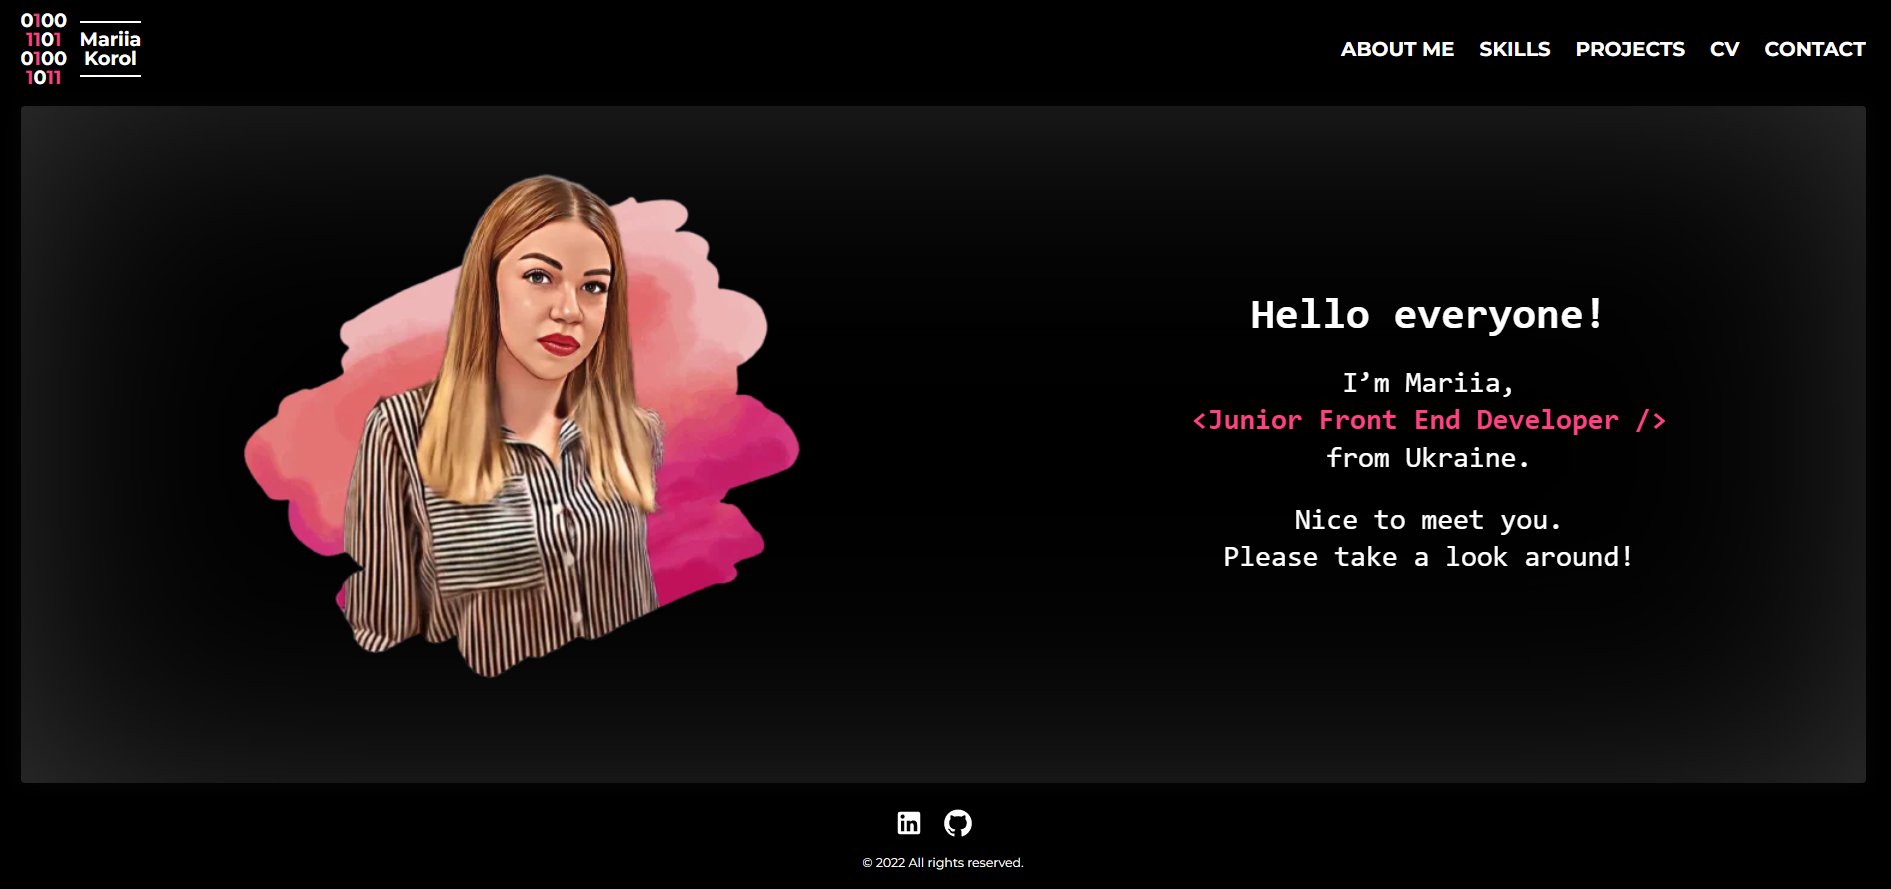 0100
1101
0100
1011
Mariia
Korol
ABOUT ME SKILLS PROJECTS CV CONTACT
Hello everyone!
I’m Mariia,
<Junior Front End Developer />
from Ukraine.
Nice to meet you.
Please take a look around!
in
© 2022 All rights reserved.